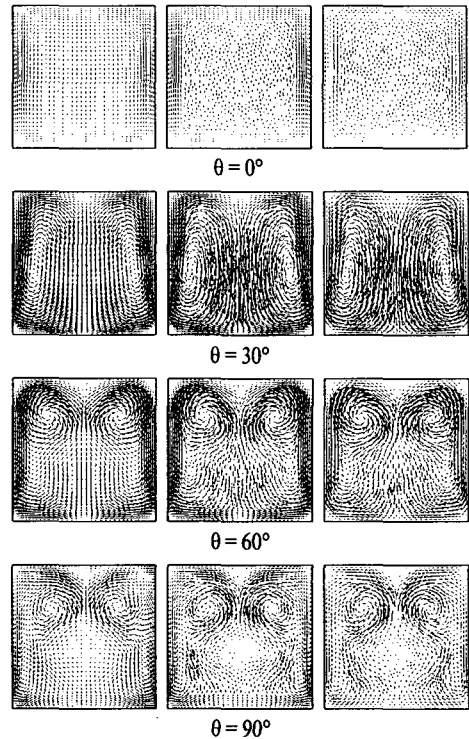 θ = 0°
θ = 30°
θ = 60°
θ = 90°